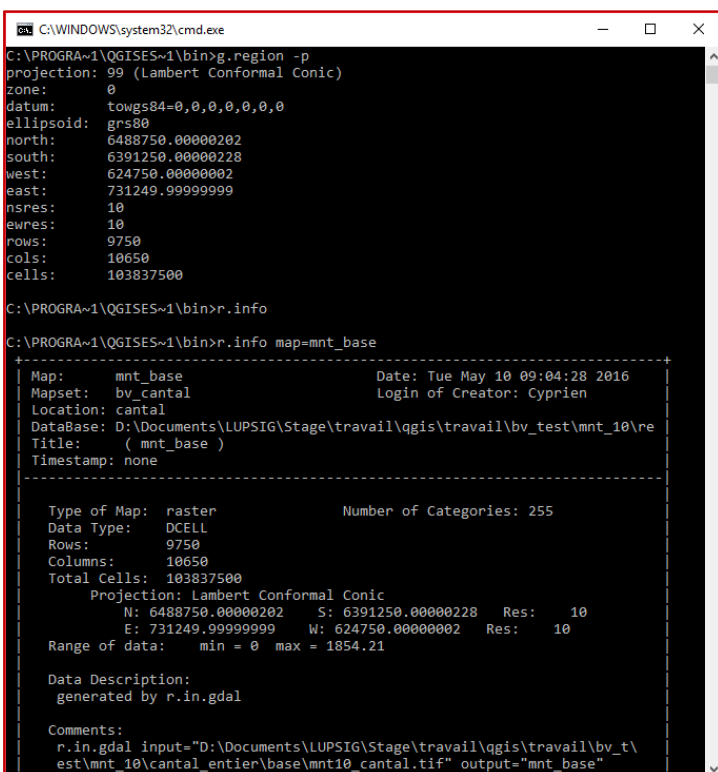 C:\WINDOWS\system32\cmd.exe
C:\PROGRA~1\QGISES~1\bin>g.region -p
projection: 99 (Lambert Conformal Conic)
zone:       0
datum:      towgs84=0,0,0,0,0,0,0
ellipsoid:  grs80
north:      6488750.00000202
south:      6391250.00000228
west:       624750.00000002
east:       731249.99999999
nsres:      10
ewres:      10
rows:       9750
cols:       10650
cells:      103837500
C:\PROGRA~1\QGISES~1\bin>r.info
C:\PROGRA~1\QGISES~1\bin>r.info map=mnt_base
Map:      mnt_base                       Date: Tue May 10 09:04:28 2016
Mapset:   bv_cantal                      Login of Creator: Cyprien
Location: cantal
DataBase: D:\Documents\LUPSIG\Stage\travail\qgis\travail\bv_test\mnt_10\re
Title:     ( mnt_base )
Timestamp: none
Type of Map:  raster               Number of Categories: 255
Data Type:    DCELL
Rows:         9750
Columns:      10650
Total Cells:  103837500
Projection: Lambert Conformal Conic
N: 6488750.00000202    S: 6391250.00000228   Res:    10
E: 731249.99999999    W: 624750.00000002   Res:    10
Range of data:    min = 0  max = 1854.21
Data Description:
generated by r.in.gdal
Comments:
r.in.gdal input="D:\Documents\LUPSIG\Stage\travail\qgis\travail\bv_t\
est\mnt_10\cantal_entier\base\mnt10_cantal.tif" output="mnt_base"